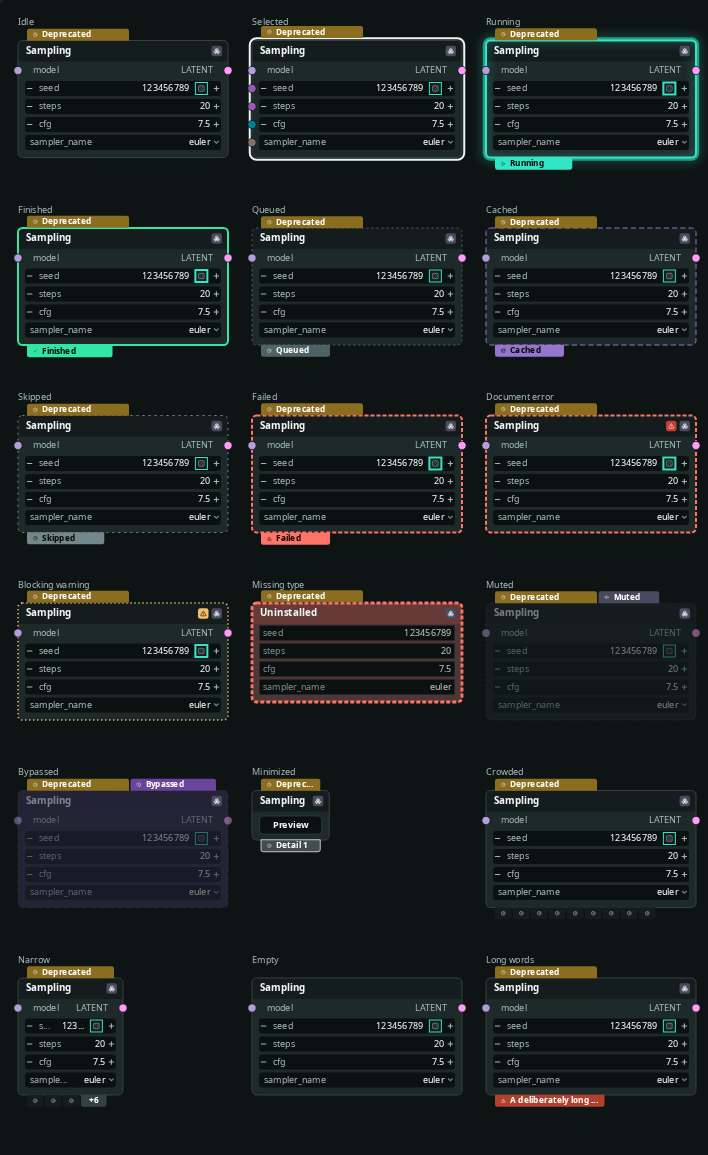 Idle
Deprecated
Sampling
model LATENT
seed 123456789
steps 20
cfg 7.5
sampler_name euler
Selected
Deprecated
Sampling
model LATENT
seed 123456789
steps 20
cfg 7.5
sampler_name euler
Running
Deprecated
Sampling
model LATENT
seed 123456789
steps 20
cfg 7.5
sampler_name euler
Running
Finished
Deprecated
Sampling
model LATENT
seed 123456789
steps 20
cfg 7.5
sampler_name euler
Finished
Queued
Deprecated
Sampling
model LATENT
seed 123456789
steps 20
cfg 7.5
sampler_name euler
Queued
Cached
Deprecated
Sampling
model LATENT
seed 123456789
steps 20
cfg 7.5
sampler_name euler
Cached
Skipped
Deprecated
Sampling
model LATENT
seed 123456789
steps 20
cfg 7.5
sampler_name euler
Skipped
Failed
Deprecated
Sampling
model LATENT
seed 123456789
steps 20
cfg 7.5
sampler_name euler
Failed
Document error
Deprecated
Sampling
model LATENT
seed 123456789
steps 20
cfg 7.5
sampler_name euler
Blocking warning
Deprecated
Sampling
model LATENT
seed 123456789
steps 20
cfg 7.5
sampler_name euler
Missing type
Deprecated
Uninstalled
seed 123456789
steps 20
cfg 7.5
sampler_name euler
Muted
Deprecated Muted
Sampling
model LATENT
seed 123456789
steps 20
cfg 7.5
sampler_name euler
Bypassed
Deprecated Bypassed
Sampling
model LATENT
seed 123456789
steps 20
cfg 7.5
sampler_name euler
Minimized
Deprec...
Sampling
Preview
Detail 1
Crowded
Deprecated
Sampling
model LATENT
seed 123456789
steps 20
cfg 7.5
sampler_name euler
Narrow
Deprecated
Sampling
model LATENT
s... 123...
steps 20
cfg 7.5
sample... euler
+6
Empty
Sampling
model LATENT
seed 123456789
steps 20
cfg 7.5
sampler_name euler
Long words
Deprecated
Sampling
model LATENT
seed 123456789
steps 20
cfg 7.5
sampler_name euler
A deliberately long ...